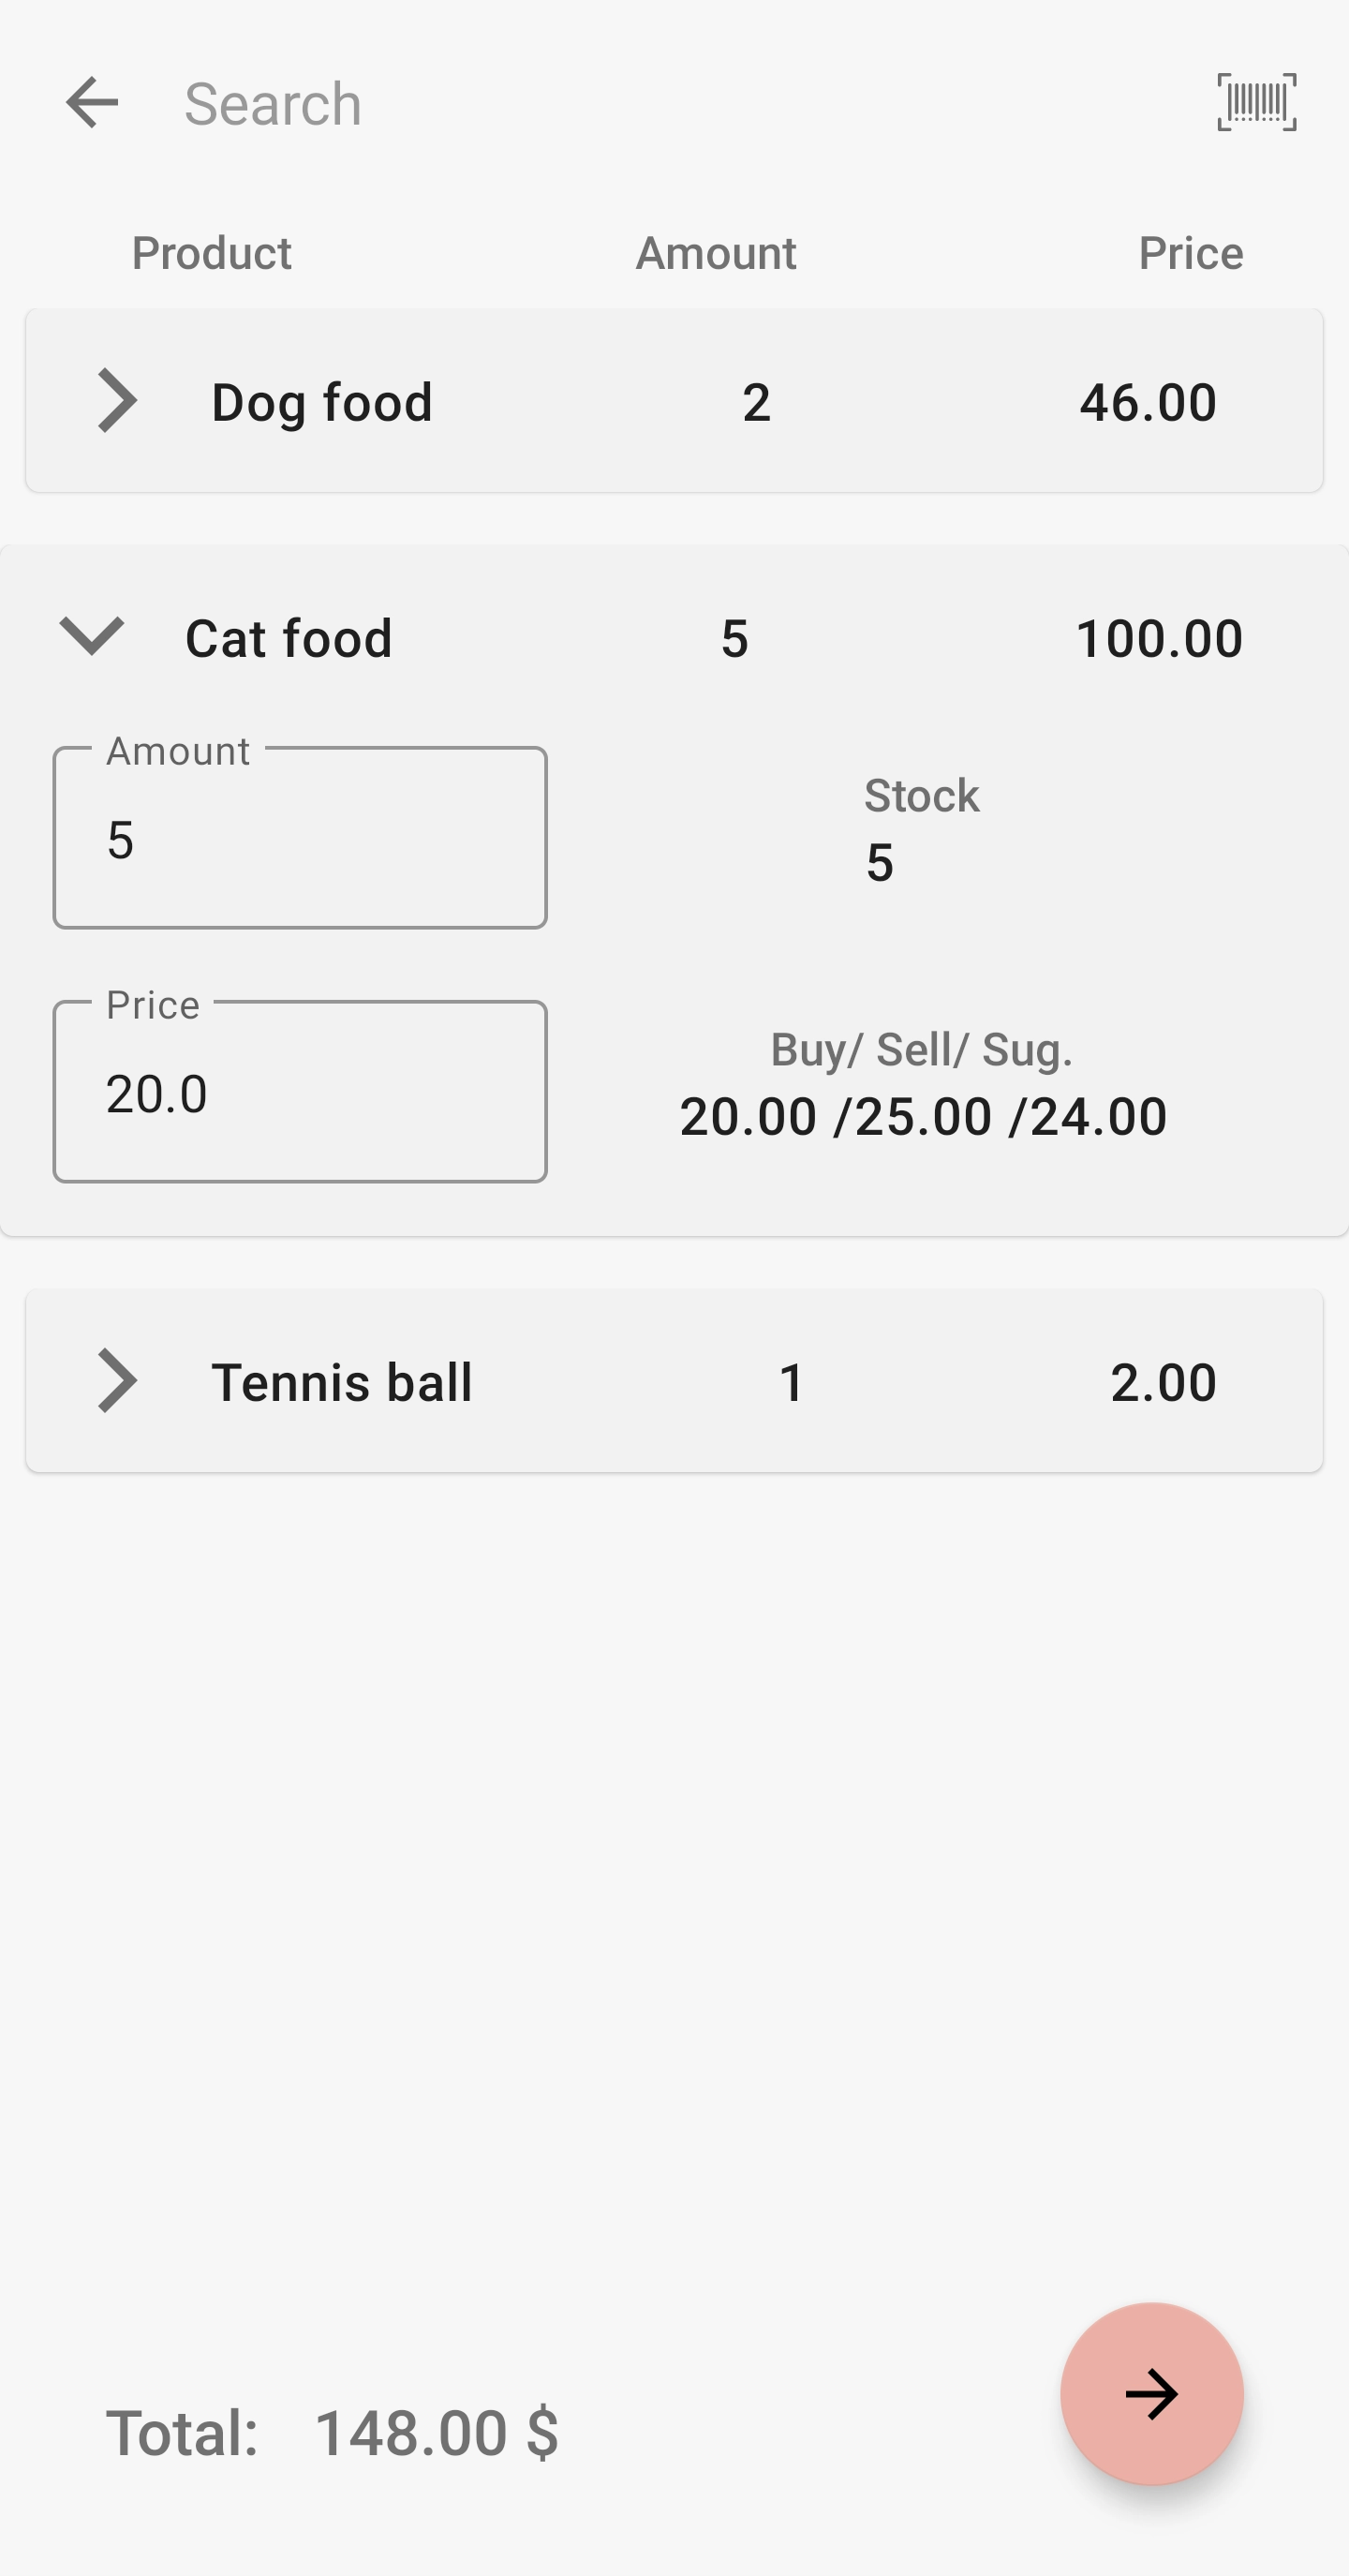 Search
Product Amount Price
Dog food 2 46.00
Cat food 5 100.00
Amount
5
Stock
5
Price
20.0
Buy/ Sell/ Sug.
20.00 /25.00 /24.00
Tennis ball 1 2.00
Total: 148.00 $